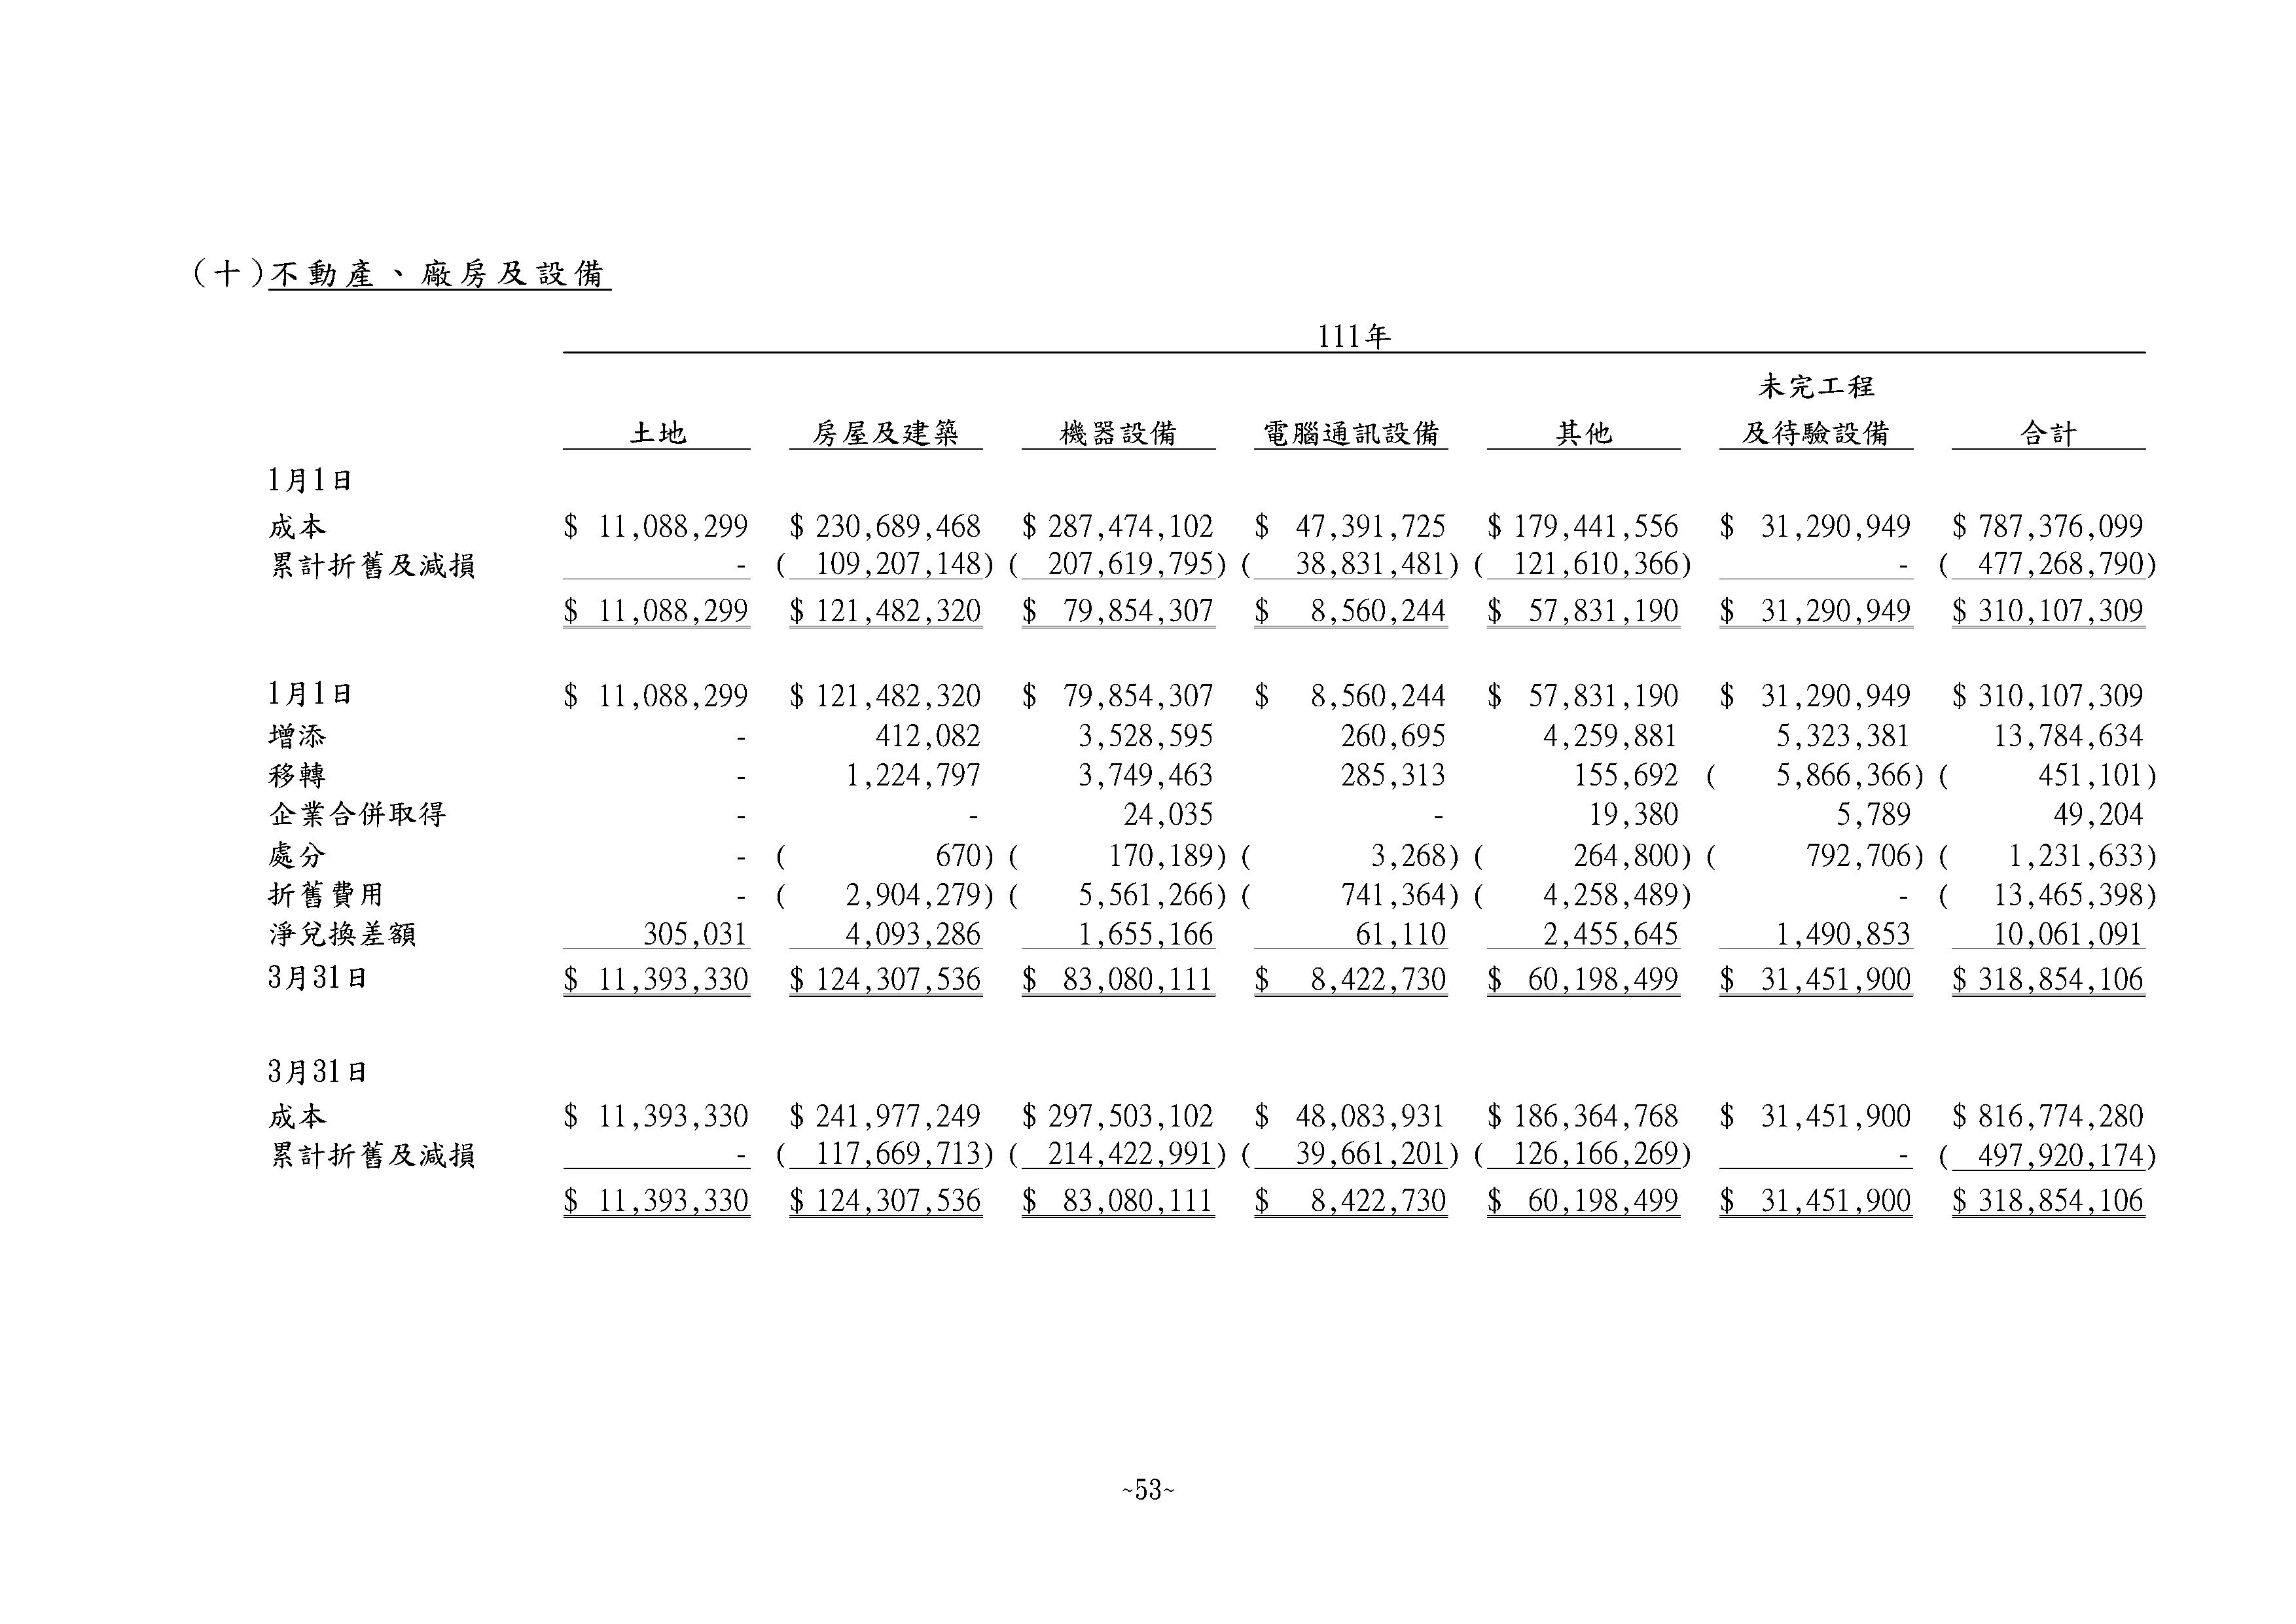 (十)不動產、廠房及設備
111年
未完工程
土地 房屋及建築 機器設備 電腦通訊設備 其他 及待驗設備 合計
1月1日
成本 $ 11,088,299 $ 230,689,468 $ 287,474,102 $ 47,391,725 $ 179,441,556 $ 31,290,949 $ 787,376,099
累計折舊及減損 - ( 109,207,148) ( 207,619,795) ( 38,831,481) ( 121,610,366) - ( 477,268,790)
$ 11,088,299 $ 121,482,320 $ 79,854,307 $ 8,560,244 $ 57,831,190 $ 31,290,949 $ 310,107,309
1月1日 $ 11,088,299 $ 121,482,320 $ 79,854,307 $ 8,560,244 $ 57,831,190 $ 31,290,949 $ 310,107,309
增添 - 412,082 3,528,595 260,695 4,259,881 5,323,381 13,784,634
移轉 - 1,224,797 3,749,463 285,313 155,692 ( 5,866,366) ( 451,101)
企業合併取得 - - 24,035 - 19,380 5,789 49,204
處分 - ( 670) ( 170,189) ( 3,268) ( 264,800) ( 792,706) ( 1,231,633)
折舊費用 - ( 2,904,279) ( 5,561,266) ( 741,364) ( 4,258,489) - ( 13,465,398)
淨兌換差額 305,031 4,093,286 1,655,166 61,110 2,455,645 1,490,853 10,061,091
3月31日 $ 11,393,330 $ 124,307,536 $ 83,080,111 $ 8,422,730 $ 60,198,499 $ 31,451,900 $ 318,854,106
3月31日
成本 $ 11,393,330 $ 241,977,249 $ 297,503,102 $ 48,083,931 $ 186,364,768 $ 31,451,900 $ 816,774,280
累計折舊及減損 - ( 117,669,713) ( 214,422,991) ( 39,661,201) ( 126,166,269) - ( 497,920,174)
$ 11,393,330 $ 124,307,536 $ 83,080,111 $ 8,422,730 $ 60,198,499 $ 31,451,900 $ 318,854,106
~53~